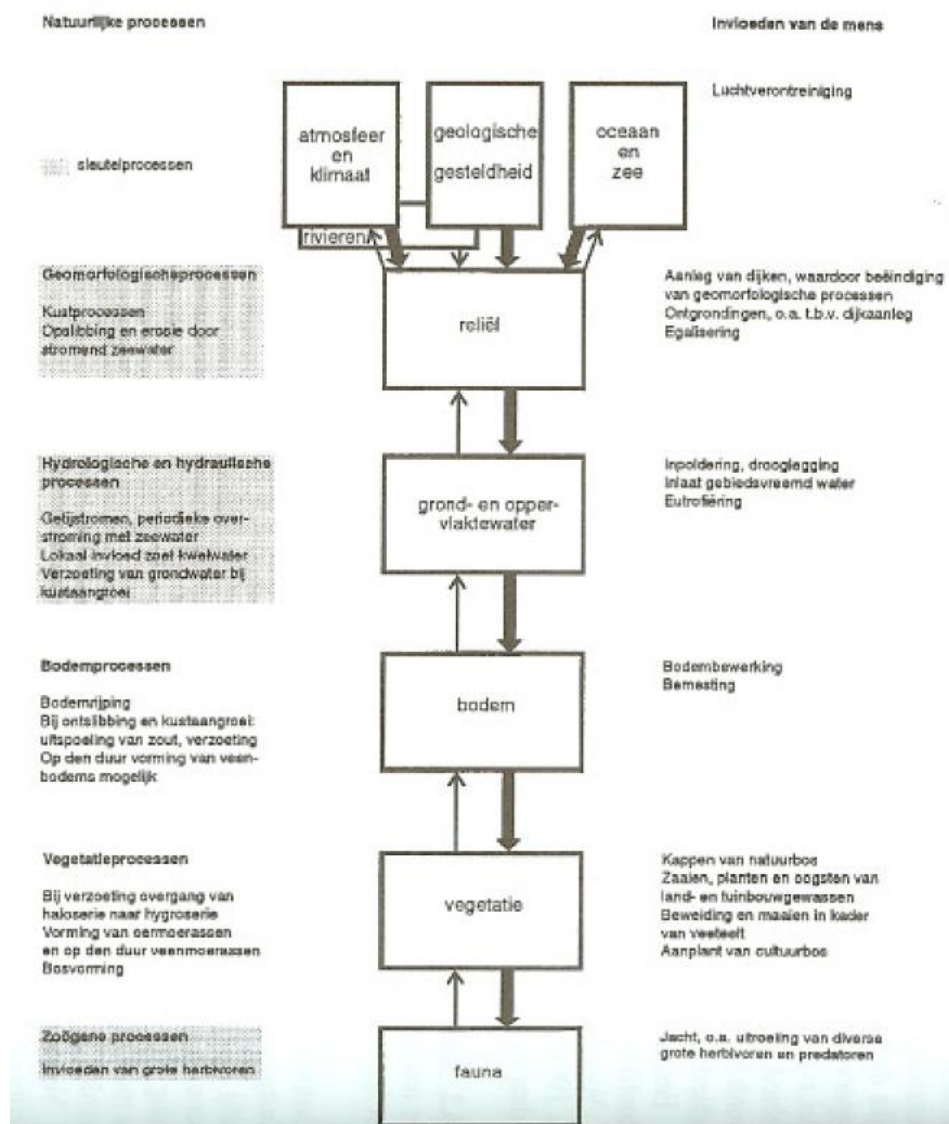 Natuurlijke processen
Invloeden van de mens
Luchtverontreiniging
atmosfeer
en
klimaat
geologische
gesteldheid
oceaan
en
zee
sleutelprocessen
rivieren
Geomorfologische processen
Kustprocessen
Opslibbing en erosie door
stromend zeewater
reliëf
Aanleg van dijken, waardoor beëindiging
van geomorfologische processen
Ontgrondingen, o.a. t.b.v. dijkaanleg
Egalisering
Hydrologische en hydraulische
processen
Getijstromen, periodieke over-
stroming met zeewater
Lokaal invloed zoet kwelwater
Verzoeting van grondwater bij
kustaangroei
grond- en opper-
vlaktewater
Inpoldering, drooglegging
Inlaat gebiedsvreemd water
Eutrofiëring
Bodemprocessen
Bodemrijping
Bij ontslibbing en kustaangroei:
uitspoeling van zout, verzoeting
Op den duur vorming van veen-
bodems mogelijk
bodem
Bodembewerking
Bemesting
Vegetatieprocessen
Bij verzoeting overgang van
haloserie naar hygroserie
Vorming van oermoerassen
en op den duur veenmoerassen
Bosvorming
vegetatie
Kappen van natuurbos
Zaaien, planten en oogsten van
land- en tuinbouwgewassen
Beweiding en maaien in kader
van veeteelt
Aanplant van cultuurbos
Zoögene processen
Invloeden van grote herbivoren
fauna
Jacht, o.a. uitroeiing van diverse
grote herbivoren en predatoren